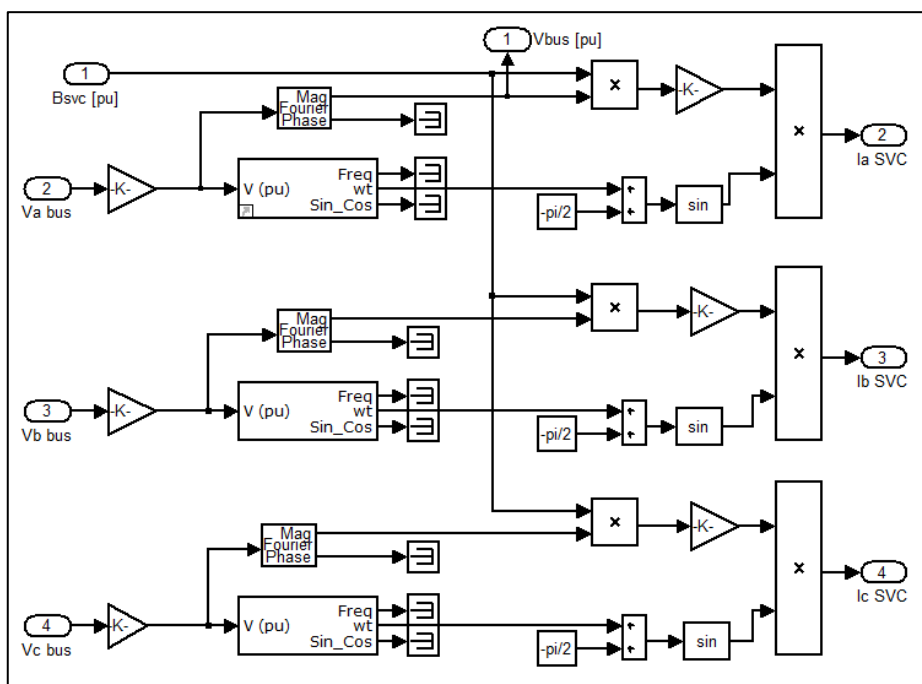 1
Vbus [pu]
1
Bsvc [pu]
×
-K-
Mag
Fourier
Phase
×
2
Ia SVC
2
Va bus
-K-
V (pu)
Freq
wt
Sin_Cos
-pi/2
sin
×
-K-
Mag
Fourier
Phase
×
3
Ib SVC
3
Vb bus
-K-
V (pu)
Freq
wt
Sin_Cos
-pi/2
sin
×
-K-
Mag
Fourier
Phase
×
4
Ic SVC
4
Vc bus
-K-
V (pu)
Freq
wt
Sin_Cos
-pi/2
sin